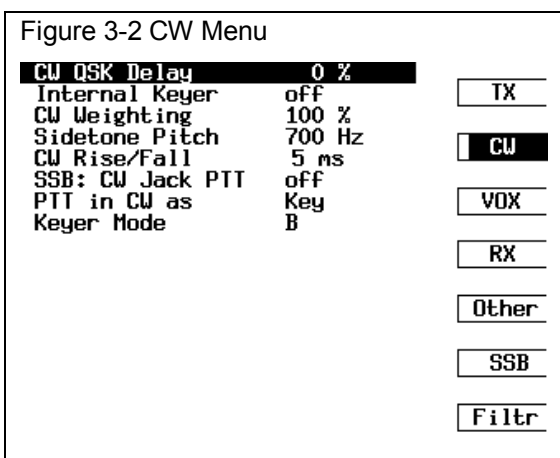 Figure 3-2 CW Menu
CW QSK Delay 0 %
Internal Keyer off
CW Weighting 100 %
Sidetone Pitch 700 Hz
CW Rise/Fall 5 ms
SSB: CW Jack PTT off
PTT in CW as Key
Keyer Mode B
TX
CW
VOX
RX
Other
SSB
Filtr